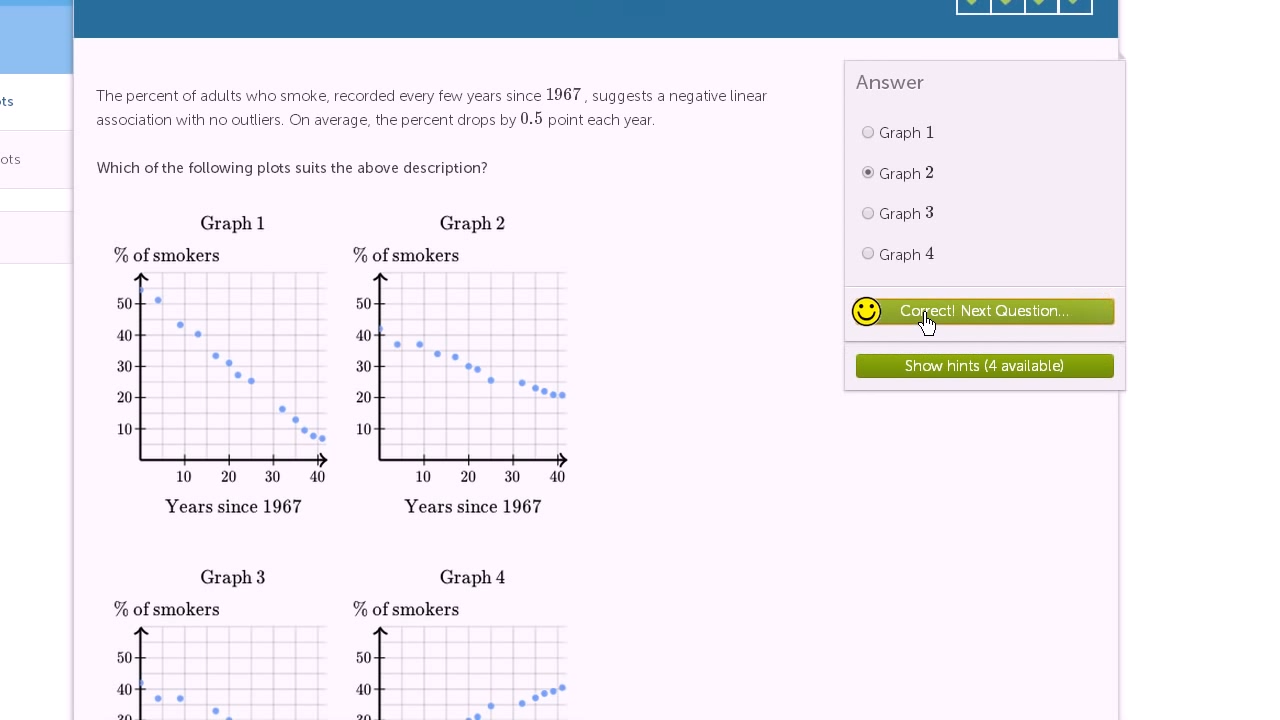 ots
ots
The percent of adults who smoke, recorded every few years since 1967, suggests a negative linear
association with no outliers. On average, the percent drops by 0.5 point each year.
Which of the following plots suits the above description?
Graph 1
% of smokers
50
40
30
20
10
10 20 30 40
Years since 1967
Graph 2
% of smokers
50
40
30
20
10
10 20 30 40
Years since 1967
Graph 3
% of smokers
50
40
30
Graph 4
% of smokers
50
40
30
Answer
Graph 1
Graph 2
Graph 3
Graph 4
Correct! Next Question...
Show hints (4 available)